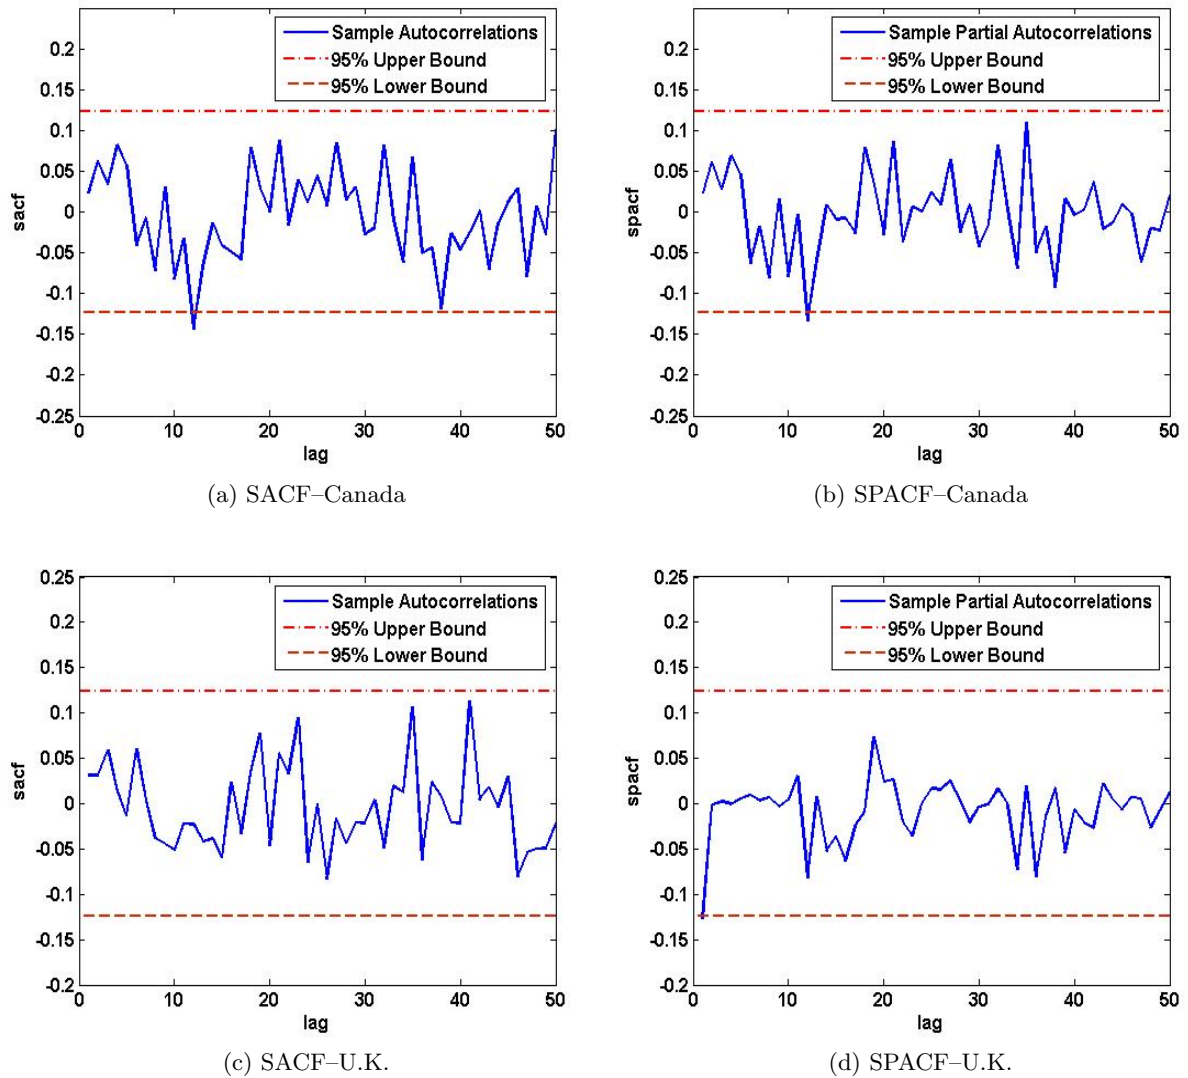 Sample Autocorrelations
95% Upper Bound
95% Lower Bound
0.2
0.15
0.1
0.05
0
-0.05
-0.1
-0.15
-0.2
-0.25
sacf
0 10 20 30 40 50
lag
(a) SACF–Canada
Sample Partial Autocorrelations
95% Upper Bound
95% Lower Bound
0.2
0.15
0.1
0.05
0
-0.05
-0.1
-0.15
-0.2
-0.25
spacf
0 10 20 30 40 50
lag
(b) SPACF–Canada
Sample Autocorrelations
95% Upper Bound
95% Lower Bound
0.25
0.2
0.15
0.1
0.05
0
-0.05
-0.1
-0.15
-0.2
sacf
0 10 20 30 40 50
lag
(c) SACF–U.K.
Sample Partial Autocorrelations
95% Upper Bound
95% Lower Bound
0.25
0.2
0.15
0.1
0.05
0
-0.05
-0.1
-0.15
-0.2
spacf
0 10 20 30 40 50
lag
(d) SPACF–U.K.